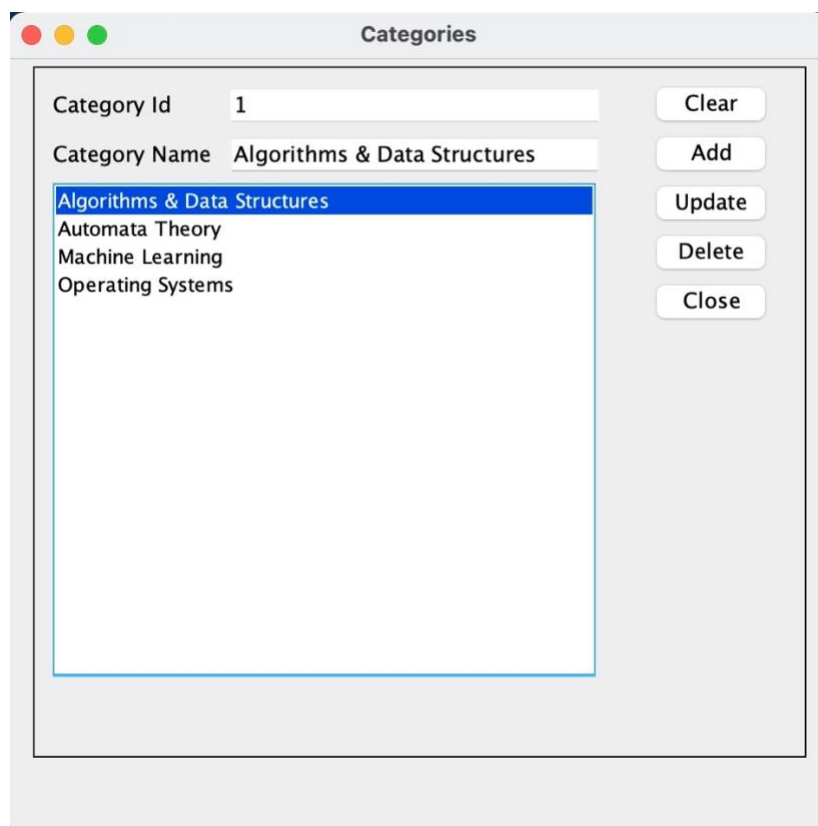 Categories
Category Id 1 Clear
Category Name Algorithms & Data Structures Add
Algorithms & Data Structures Update
Automata Theory
Machine Learning Delete
Operating Systems Close